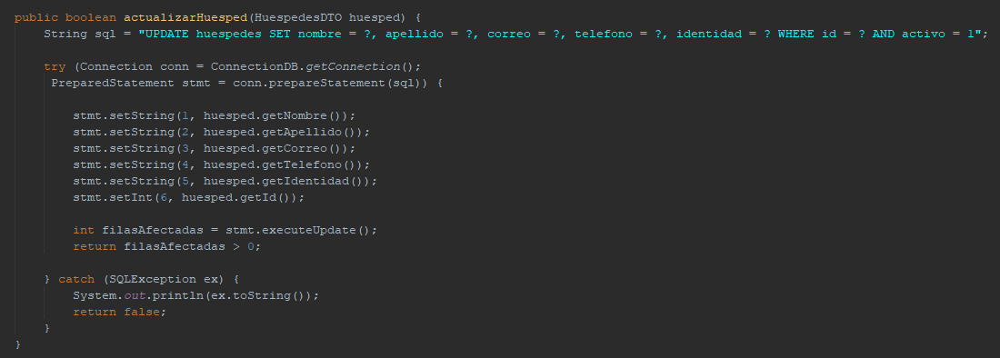 public boolean actualizarHuesped(HuespedesDTO huesped) {
String sql = "UPDATE huespedes SET nombre = ?, apellido = ?, correo = ?, telefono = ?, identidad = ? WHERE id = ? AND activo = 1";
try (Connection conn = ConnectionDB.getConnection();
PreparedStatement stmt = conn.prepareStatement(sql)) {
stmt.setString(1, huesped.getNombre());
stmt.setString(2, huesped.getApellido());
stmt.setString(3, huesped.getCorreo());
stmt.setString(4, huesped.getTelefono());
stmt.setString(5, huesped.getIdentidad());
stmt.setInt(6, huesped.getId());
int filasAfectadas = stmt.executeUpdate();
return filasAfectadas > 0;
} catch (SQLException ex) {
System.out.println(ex.toString());
return false;
}
}